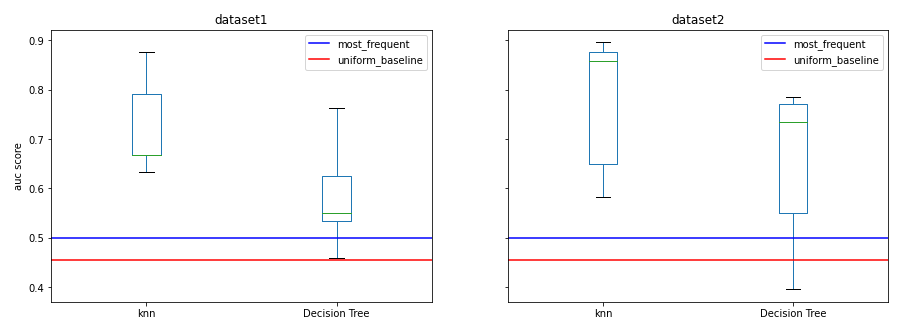 dataset1
dataset2
auc score
0.9
0.8
0.7
0.6
0.5
0.4
most_frequent
uniform_baseline
most_frequent
uniform_baseline
knn
Decision Tree
knn
Decision Tree